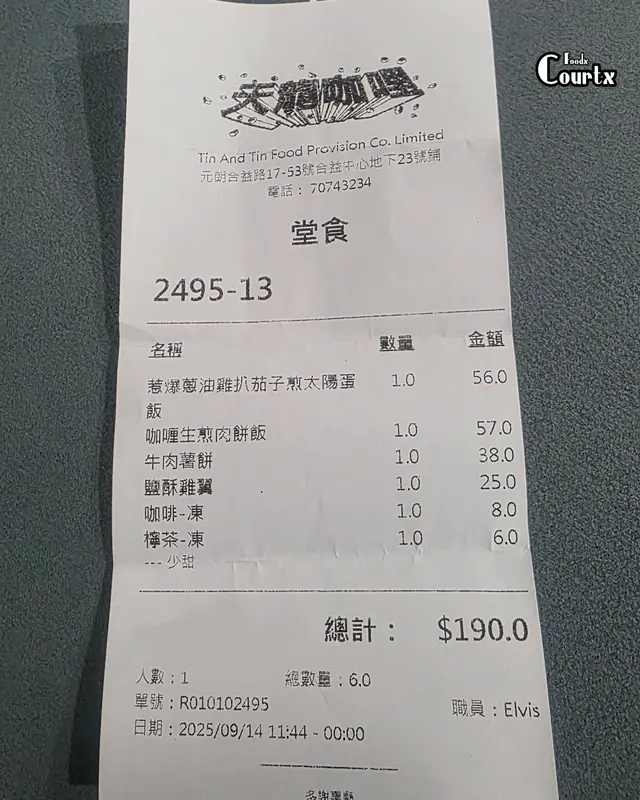 Foodx
Courtx
天龍咖喱
Tin And Tin Food Provision Co. Limited
元朗合益路17-53號合益中心地下23號舖
電話： 70743234
堂食
2495-13
名稱 數量 金額
惹爆蔥油雞扒茄子煎太陽蛋 1.0 56.0
飯
咖喱生煎肉餅飯 1.0 57.0
牛肉薯餅 1.0 38.0
鹽酥雞翼 1.0 25.0
咖啡-凍 1.0 8.0
檸茶-凍 1.0 6.0
--- 少甜
總計： $190.0
人數：1 總數量：6.0
單號：R010102495 職員：Elvis
日期：2025/09/14 11:44 - 00:00
多謝惠顧